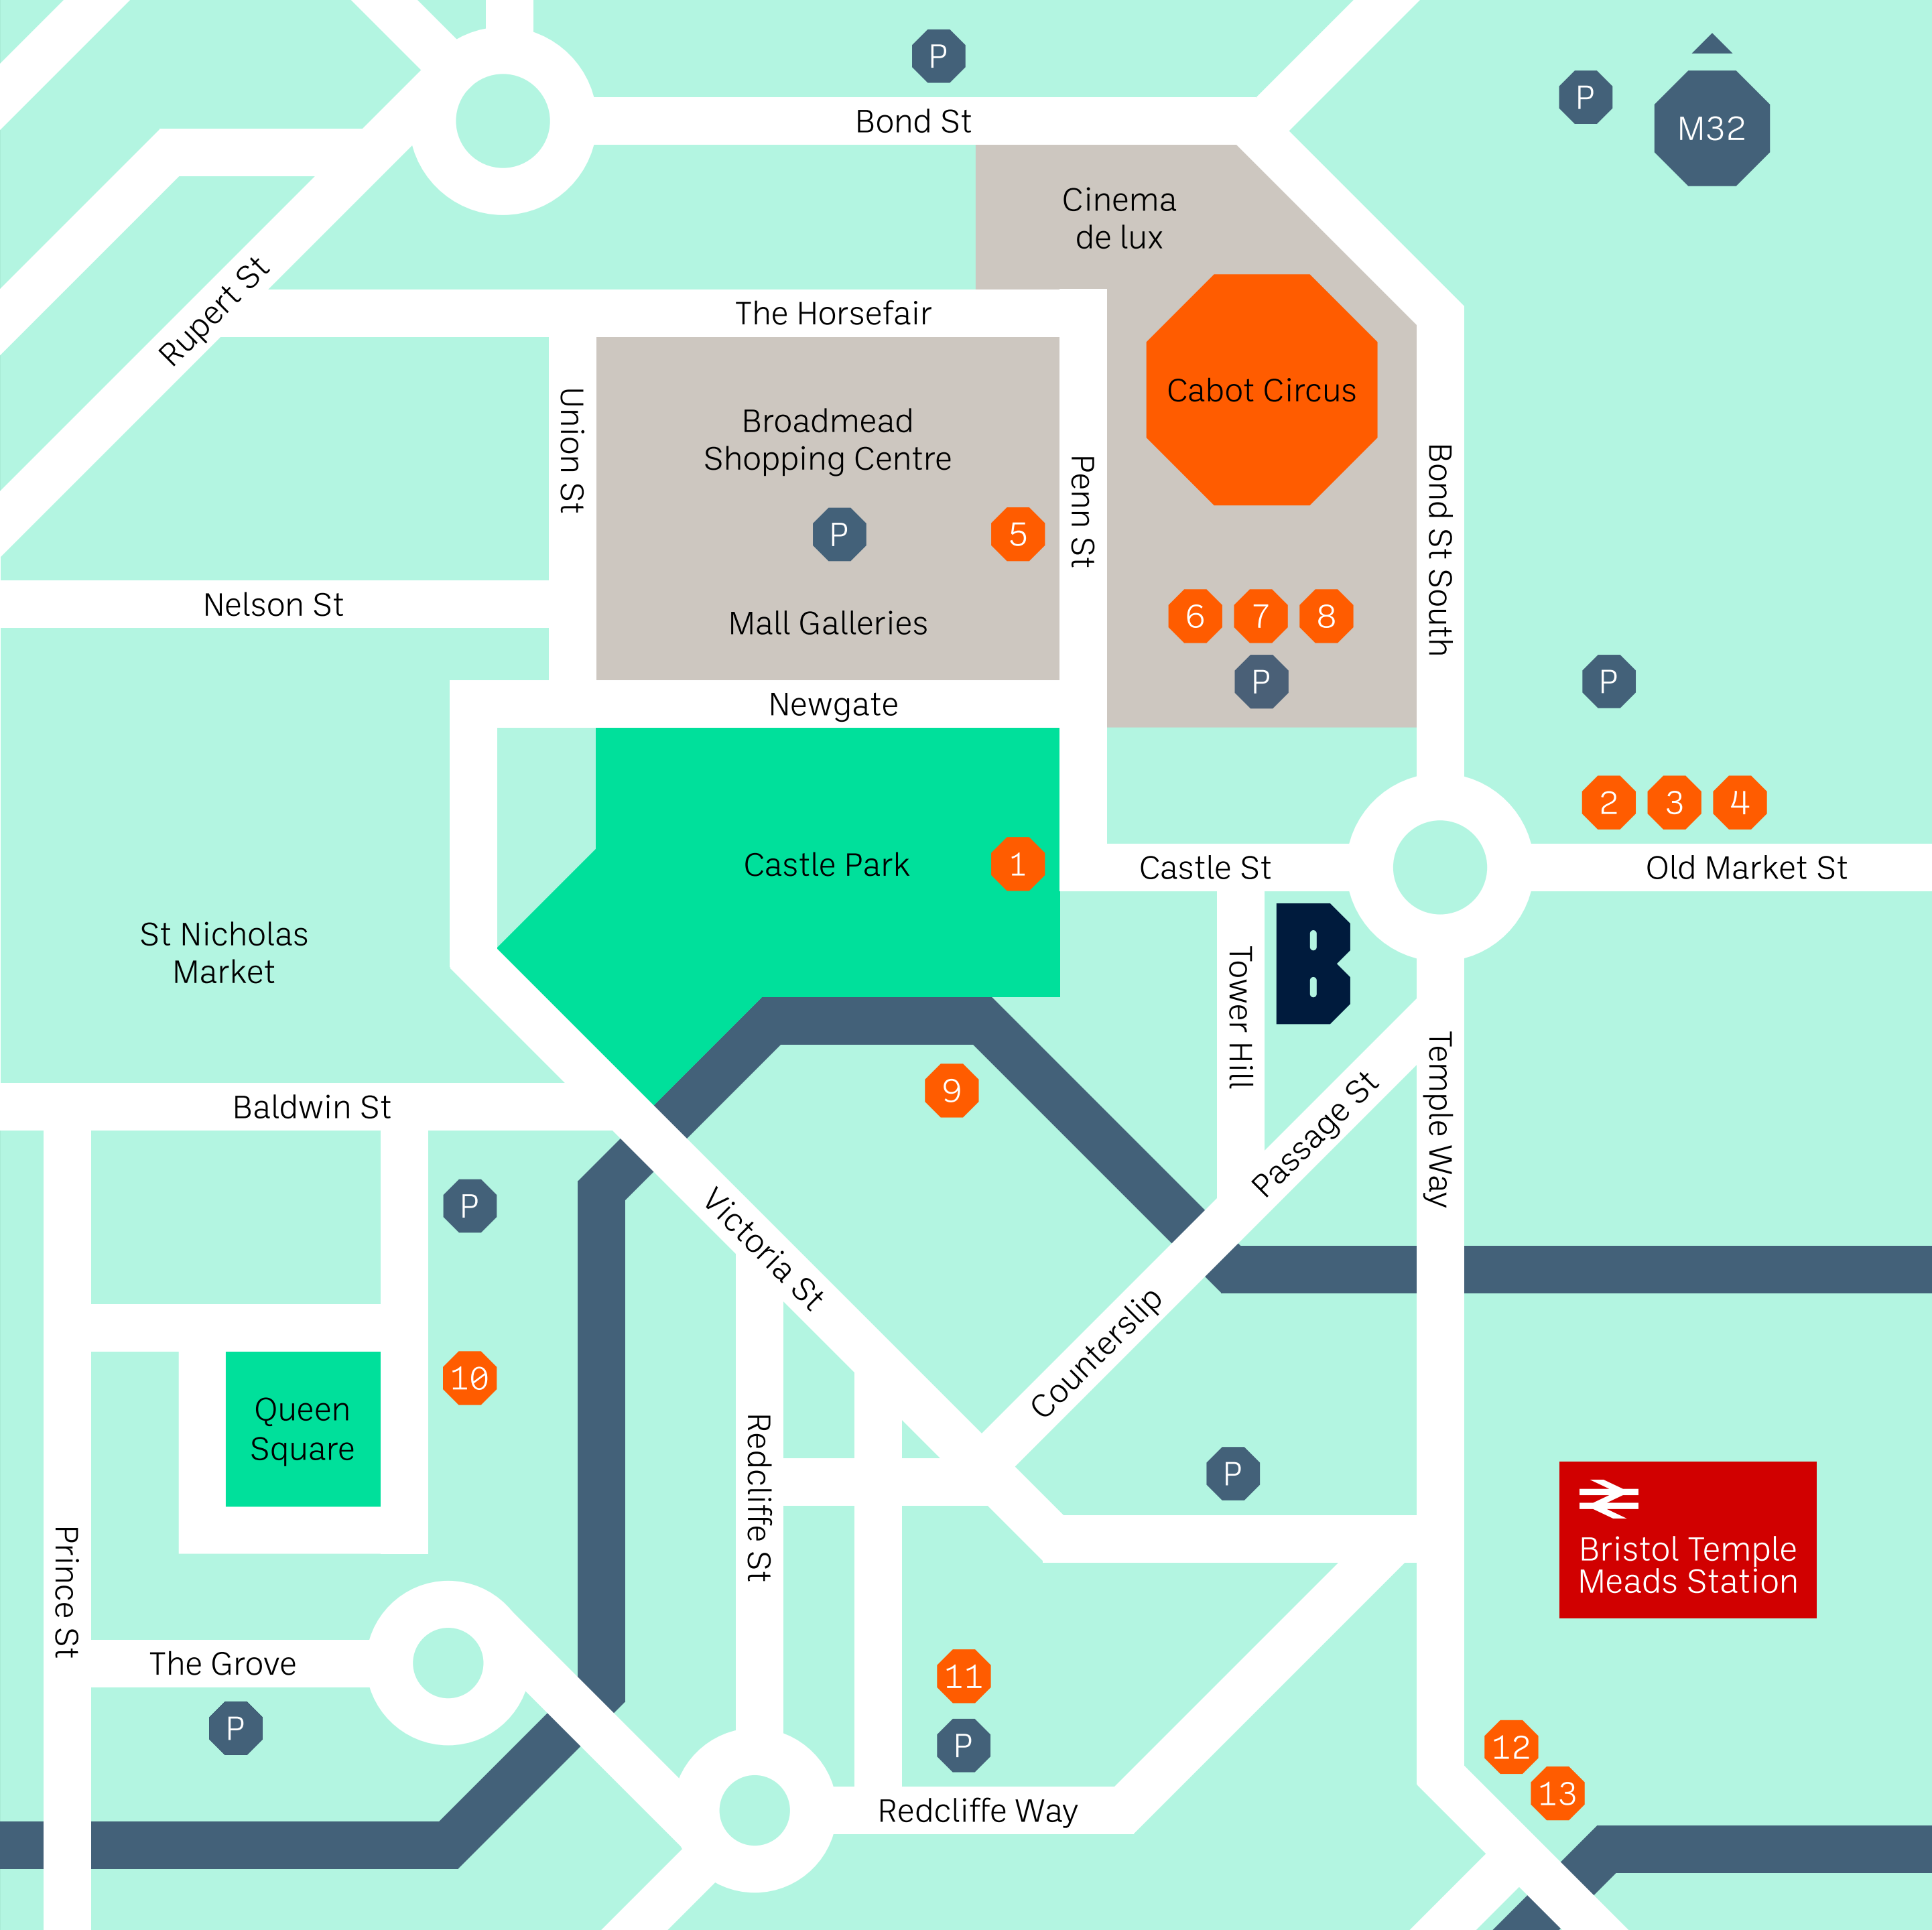 P
P
M32
Bond St
Cinema
de lux
Rupert St
The Horsefair
Cabot Circus
Union St
Broadmead
Shopping Centre
Penn St
Bond St South
P
5
Nelson St
Mall Galleries
6 7 8
P
P
Newgate
2 3 4
Castle Park
1
Castle St
Old Market St
St Nicholas
Market
B
Tower Hill
Temple Way
9
Baldwin St
Passage St
P
Victoria St
Counterslip
10
Queen
Square
Redcliffe St
P
Prince St
Bristol Temple
Meads Station
The Grove
11
P
P
12
13
Redcliffe Way